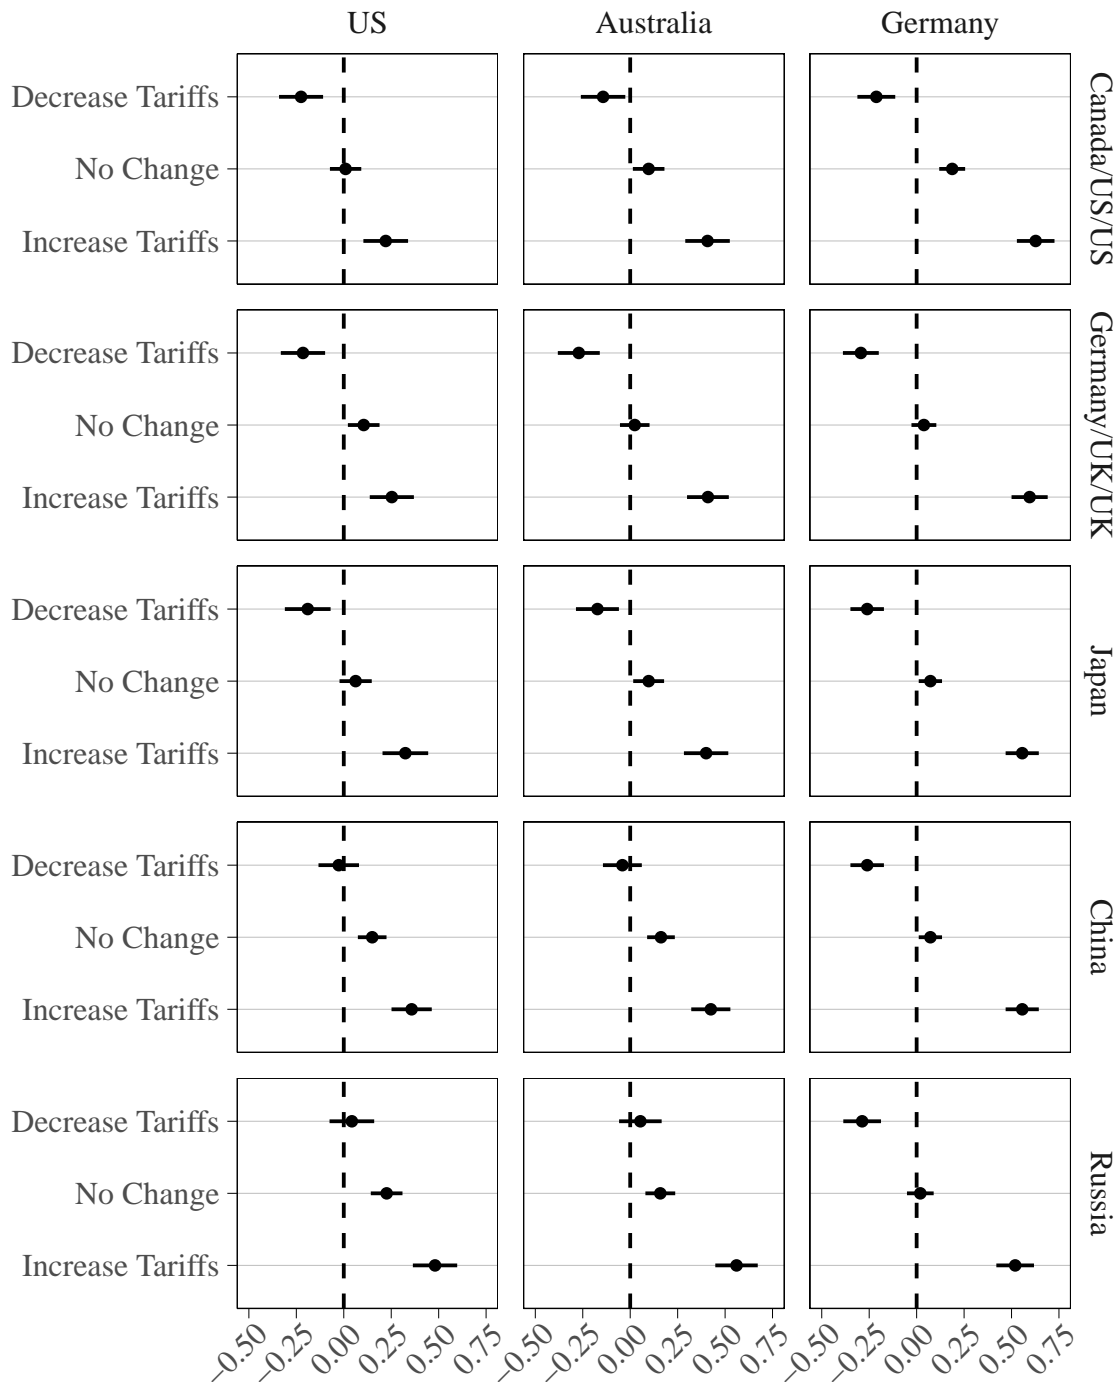 US Australia Germany
Decrease Tariffs
No Change
Increase Tariffs
Canada/US/US
Decrease Tariffs
No Change
Increase Tariffs
Germany/UK/UK
Decrease Tariffs
No Change
Increase Tariffs
Japan
Decrease Tariffs
No Change
Increase Tariffs
China
Decrease Tariffs
No Change
Increase Tariffs
Russia
−0.50 −0.25 0.00 0.25 0.50 0.75 −0.50 −0.25 0.00 0.25 0.50 0.75 −0.50 −0.25 0.00 0.25 0.50 0.75